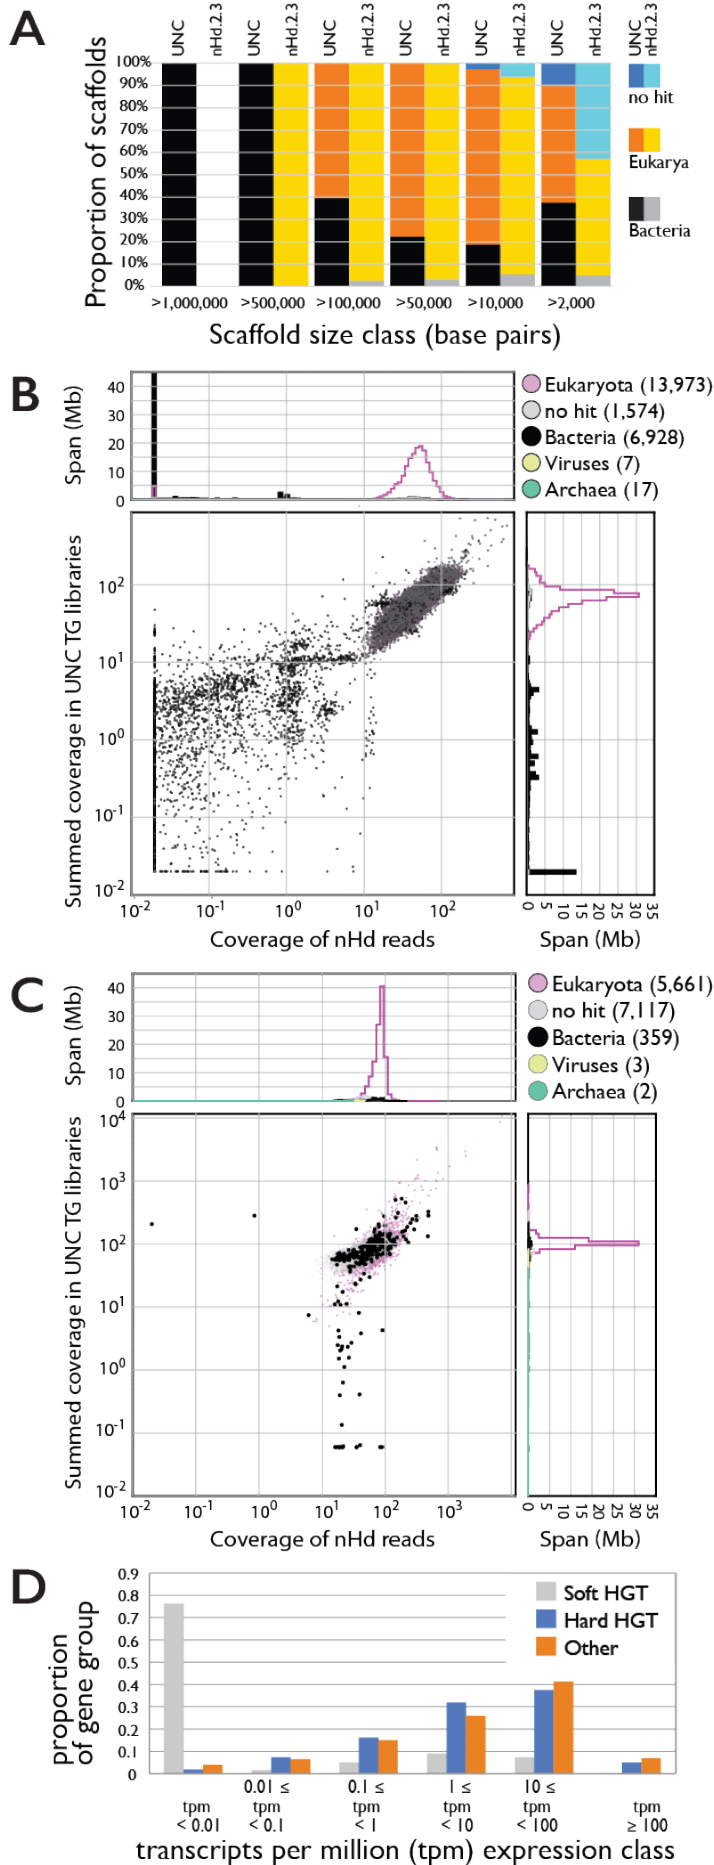 A
UNC
nHd.2.3
UNC
nHd.2.3
UNC
nHd.2.3
UNC
nHd.2.3
UNC
nHd.2.3
UNC
nHd.2.3
UNC
nHd.2.3
Proportion of scaffolds
100%
90%
80%
70%
60%
50%
40%
30%
20%
10%
0%
no hit
Eukarya
Bacteria
>1,000,000 >500,000 >100,000 >50,000 >10,000 >2,000
Scaffold size class (base pairs)
B
Span (Mb)
40
30
20
10
0
Eukaryota (13,973)
no hit (1,574)
Bacteria (6,928)
Viruses (7)
Archaea (17)
Summed coverage in UNC TG libraries
10²
10¹
10⁰
10⁻¹
10⁻²
10⁻² 10⁻¹ 10⁰ 10¹ 10²
Coverage of nHd reads
0 5 10 15 20 25 30 35
Span (Mb)
C
Span (Mb)
40
30
20
10
0
Eukaryota (5,661)
no hit (7,117)
Bacteria (359)
Viruses (3)
Archaea (2)
Summed coverage in UNC TG libraries
10⁴
10³
10²
10¹
10⁰
10⁻¹
10⁻²
10⁻² 10⁻¹ 10⁰ 10¹ 10² 10³
Coverage of nHd reads
0 5 10 15 20 25 30 35
Span (Mb)
D
proportion
of gene group
0.9
0.8
0.7
0.6
0.5
0.4
0.3
0.2
0.1
0
Soft HGT
Hard HGT
Other
0.01 ≤ 0.1 ≤ 1 ≤ 10 ≤
tpm tpm tpm tpm tpm tpm
< 0.01 < 0.1 < 1 < 10 < 100 ≥ 100
transcripts per million (tpm) expression class